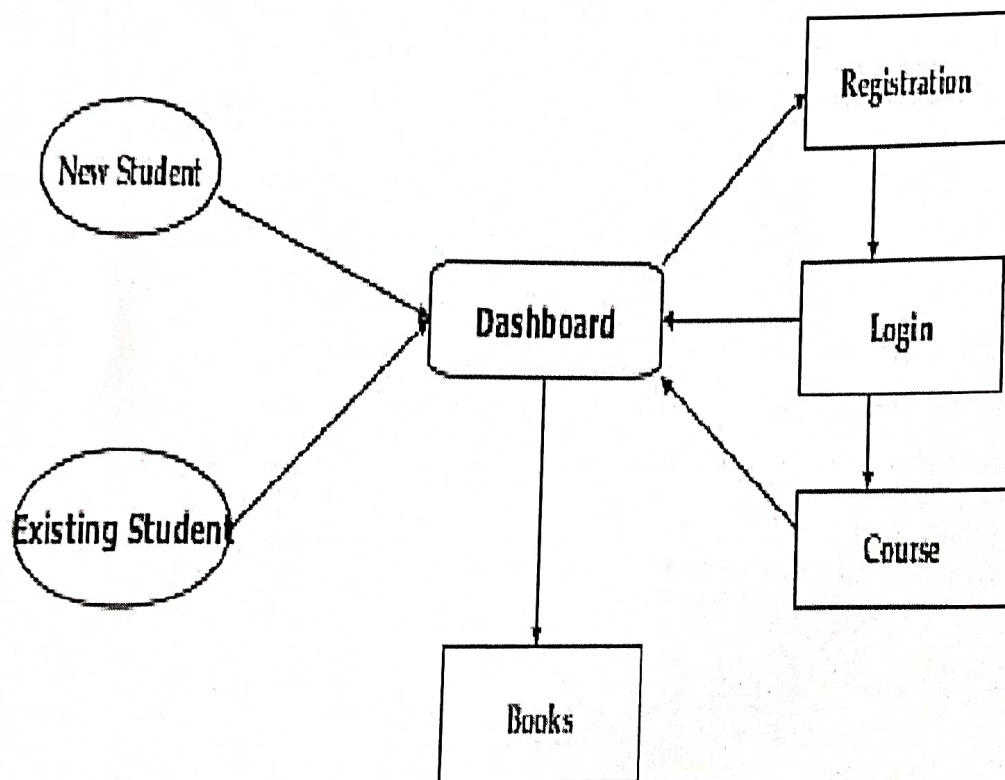 Registration
New Student
Dashboard
Login
Existing Student
Course
Books